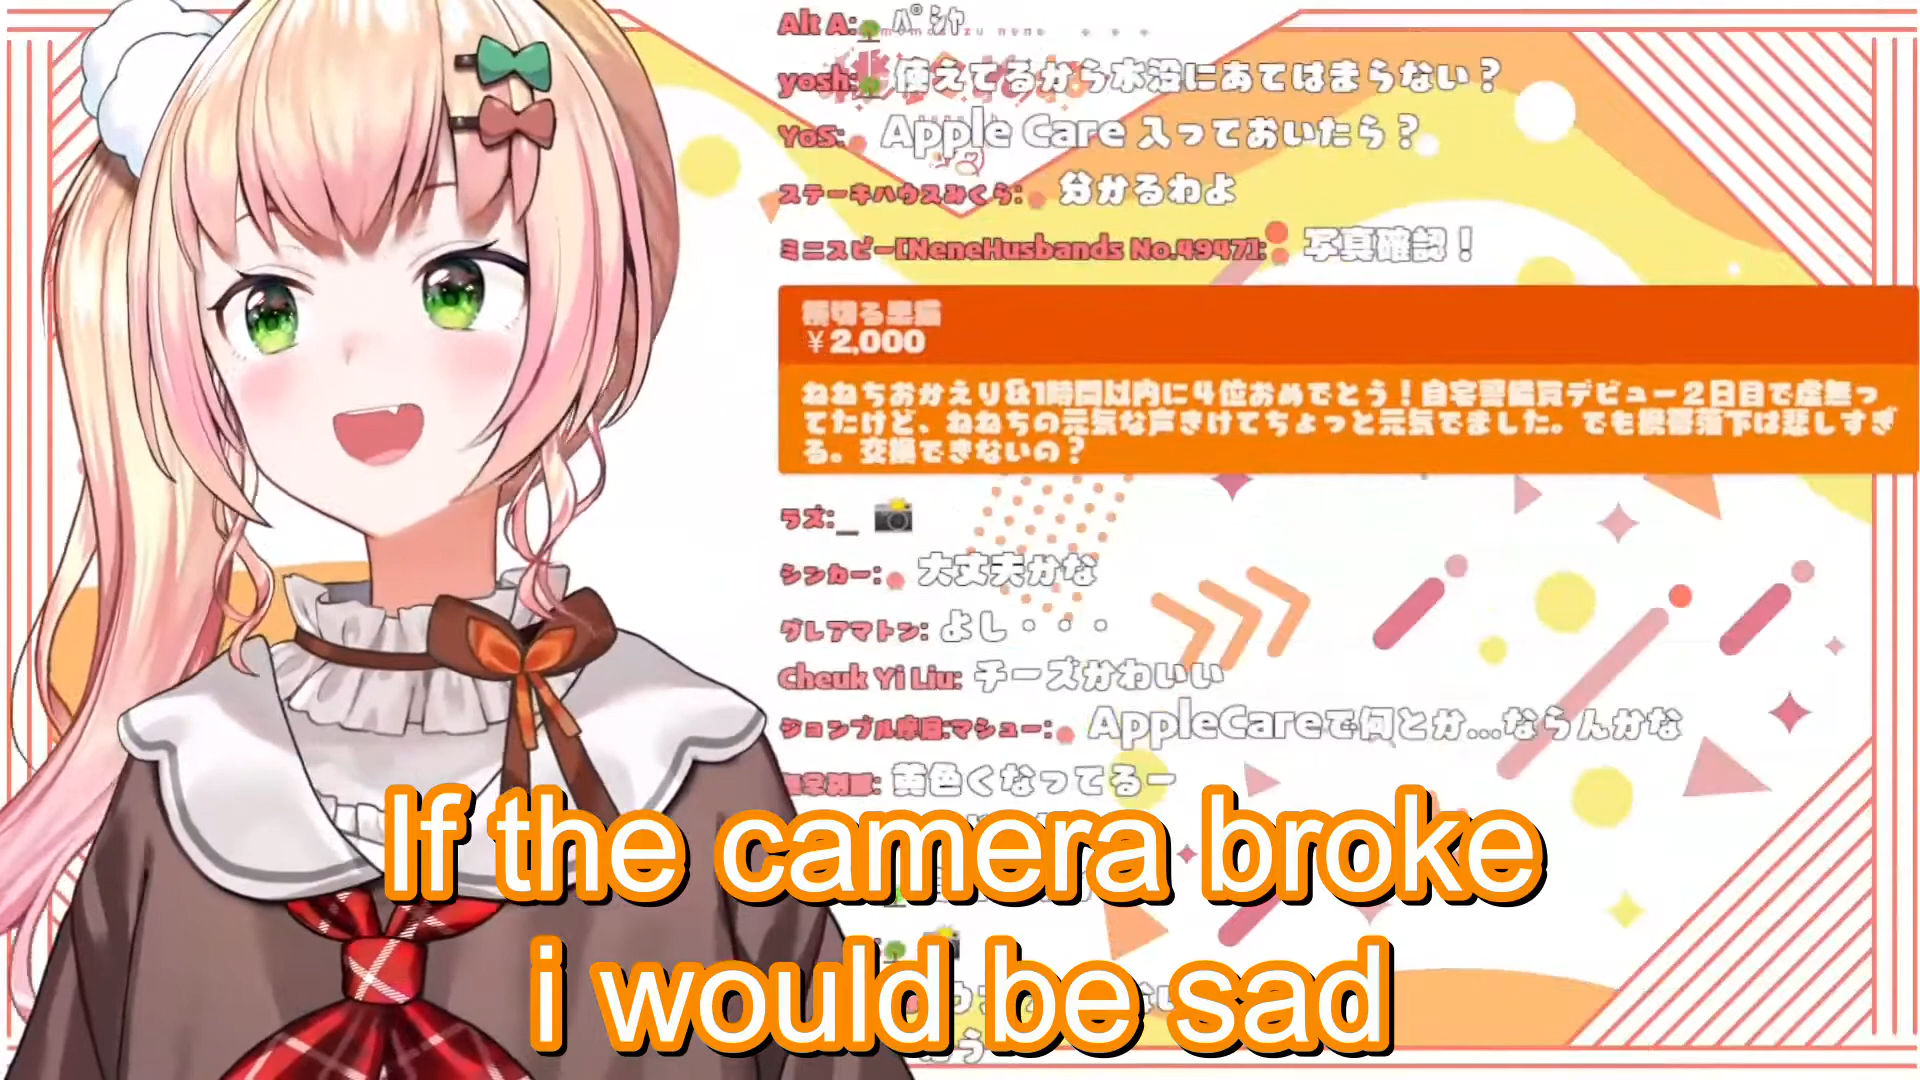 Alt A: パシャ
yosh: 使えてるから水没にあてはまらない？
YoS: Apple Care 入っておいたら？
ステーキハウスみくら: 分かるわよ
ミニスピー[NeneHusbands No.4947]: 写真確認！
横切る黒猫
￥2,000
ねねちおかえり&1時間以内に4位おめでとう！自宅警備員デビュー2日目で虚無っ
てたけど、ねねちの元気な声きけてちょっと元気でました。でも携帯落下は悲しすぎ
る。交換できないの？
ラズ:_
シンカー: 大丈夫かな
グレアマトン: よし・・・
Cheuk Yi Liu: チーズかわいい
AppleCareで何とか...ならんかな
黄色くなってるー
If the camera broke
i would be sad